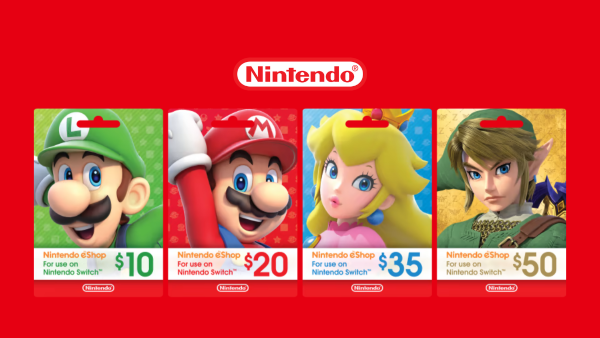 Nintendo®
L
M
Nintendo eShop
For use on
Nintendo Switch™
$10
Nintendo eShop
For use on
Nintendo Switch™
$20
Nintendo eShop
For use on
Nintendo Switch™
$35
Nintendo eShop
For use on
Nintendo Switch™
$50
Nintendo
Nintendo
Nintendo
Nintendo